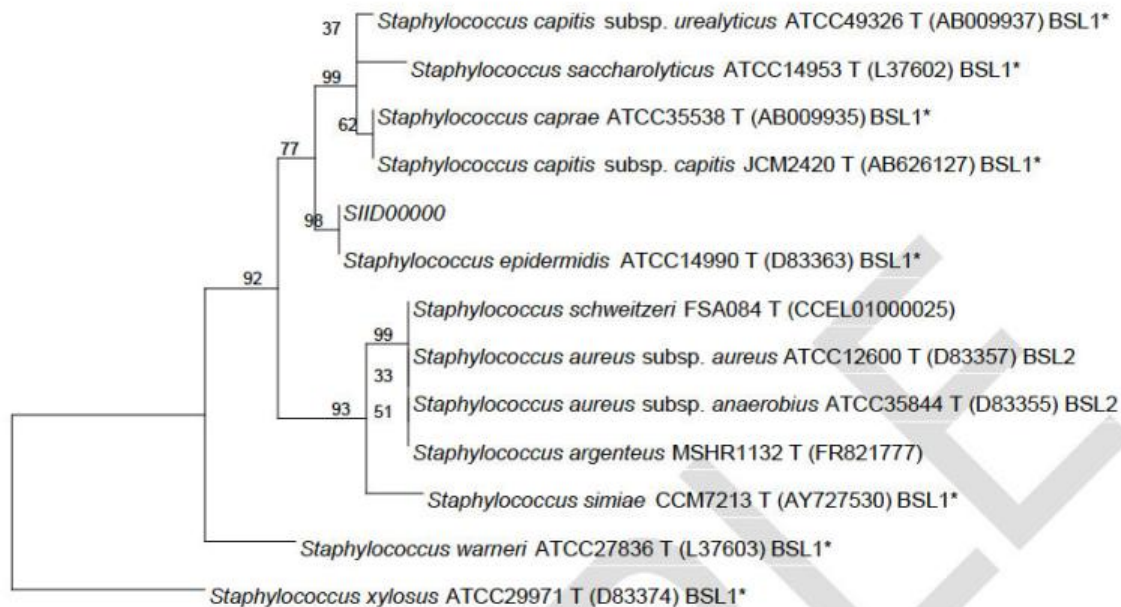 37
Staphylococcus capitis subsp. urealyticus ATCC49326 T (AB009937) BSL1*
Staphylococcus saccharolyticus ATCC14953 T (L37602) BSL1*
99
Staphylococcus caprae ATCC35538 T (AB009935) BSL1*
62
77
Staphylococcus capitis subsp. capitis JCM2420 T (AB626127) BSL1*
SIID00000
98
Staphylococcus epidermidis ATCC14990 T (D83363) BSL1*
92
Staphylococcus schweitzeri FSA084 T (CCEL01000025)
99
Staphylococcus aureus subsp. aureus ATCC12600 T (D83357) BSL2
33
Staphylococcus aureus subsp. anaerobius ATCC35844 T (D83355) BSL2
93
51
Staphylococcus argenteus MSHR1132 T (FR821777)
Staphylococcus simiae CCM7213 T (AY727530) BSL1*
Staphylococcus warneri ATCC27836 T (L37603) BSL1*
Staphylococcus xylosus ATCC29971 T (D83374) BSL1*